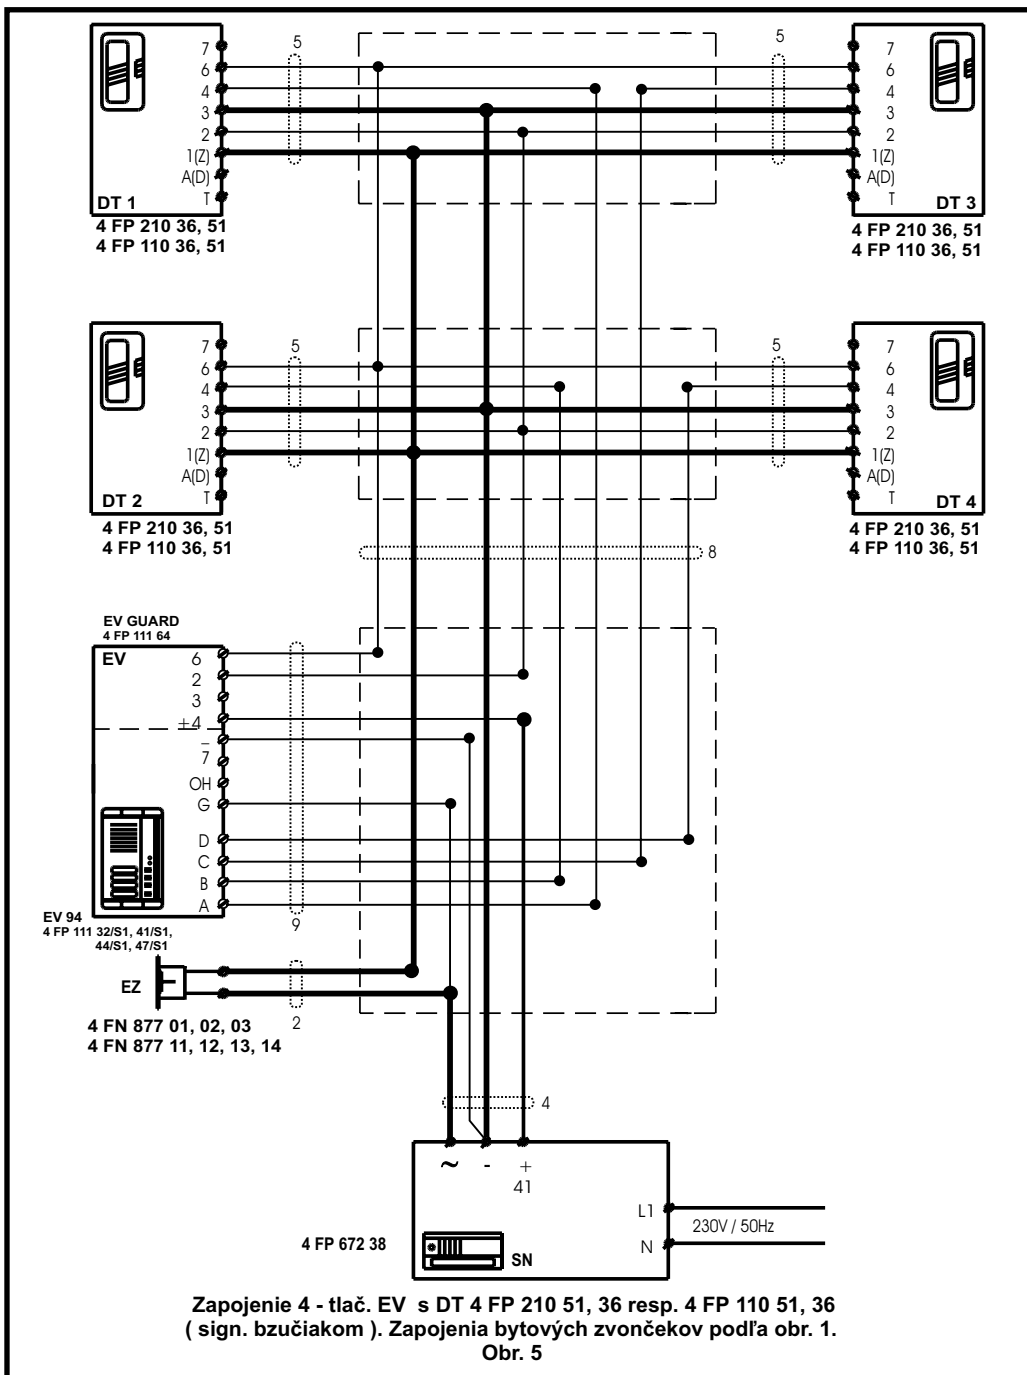 7
6
4
3
2
1(Z)
A(D)
T
DT 1
4 FP 210 36, 51
4 FP 110 36, 51
5
5
7
6
4
3
2
1(Z)
A(D)
T
DT 3
4 FP 210 36, 51
4 FP 110 36, 51
7
6
4
3
2
1(Z)
A(D)
T
DT 2
4 FP 210 36, 51
4 FP 110 36, 51
5
5
7
6
4
3
2
1(Z)
A(D)
T
DT 4
4 FP 210 36, 51
4 FP 110 36, 51
8
EV GUARD
4 FP 111 64
EV
6
2
3
+4
–
7
OH
G
D
C
B
A
EV 94
4 FP 111 32/S1, 41/S1,
44/S1, 47/S1
9
EZ
2
4 FN 877 01, 02, 03
4 FN 877 11, 12, 13, 14
4
~ - +
41
L1
230V / 50Hz
N
4 FP 672 38
SN
Zapojenie 4 - tlač. EV s DT 4 FP 210 51, 36 resp. 4 FP 110 51, 36
( sign. bzučiakom ). Zapojenia bytových zvončekov podľa obr. 1.
Obr. 5